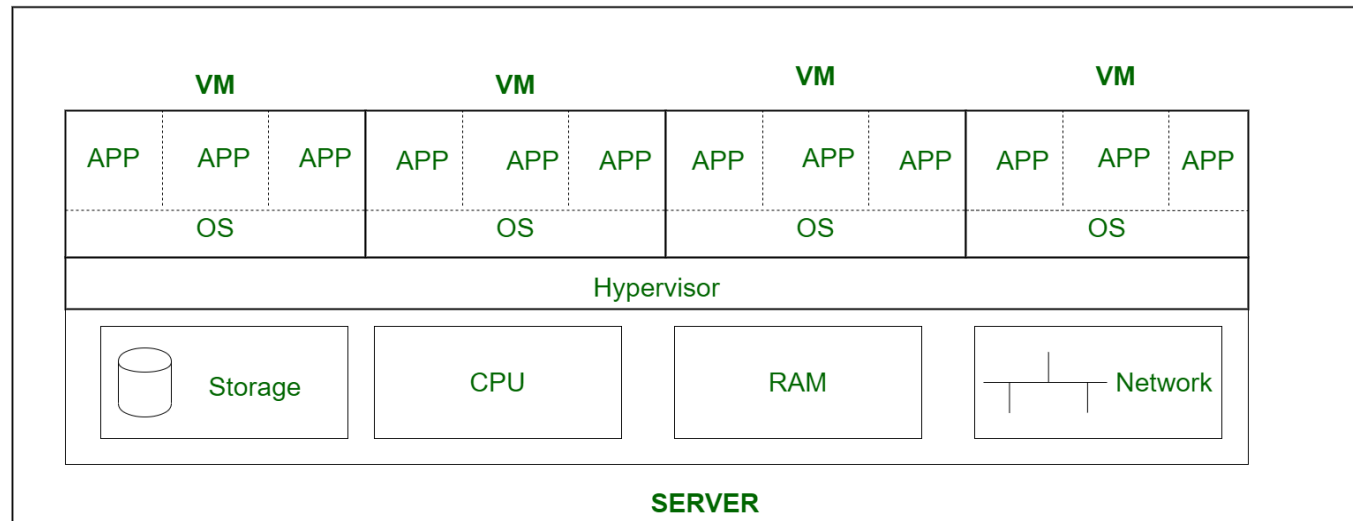 VM VM VM VM
APP APP APP APP APP APP APP APP APP APP APP APP
OS OS OS OS
Hypervisor
Storage CPU RAM Network
SERVER